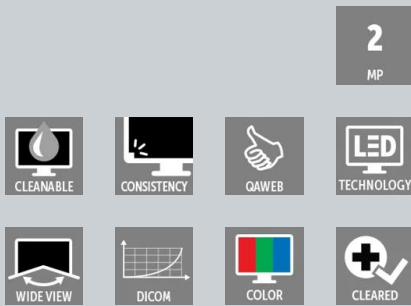 2
MP
CLEANABLE
CONSISTENCY
QAWEB
LED
TECHNOLOGY
WIDE VIEW
DICOM
COLOR
CLEARED